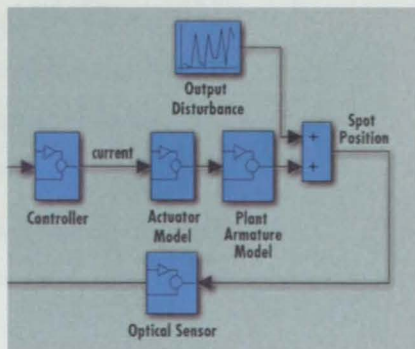 Output
Disturbance
+
+
Spot
Position
current
Controller
Actuator
Model
Plant
Armature
Model
Optical Sensor